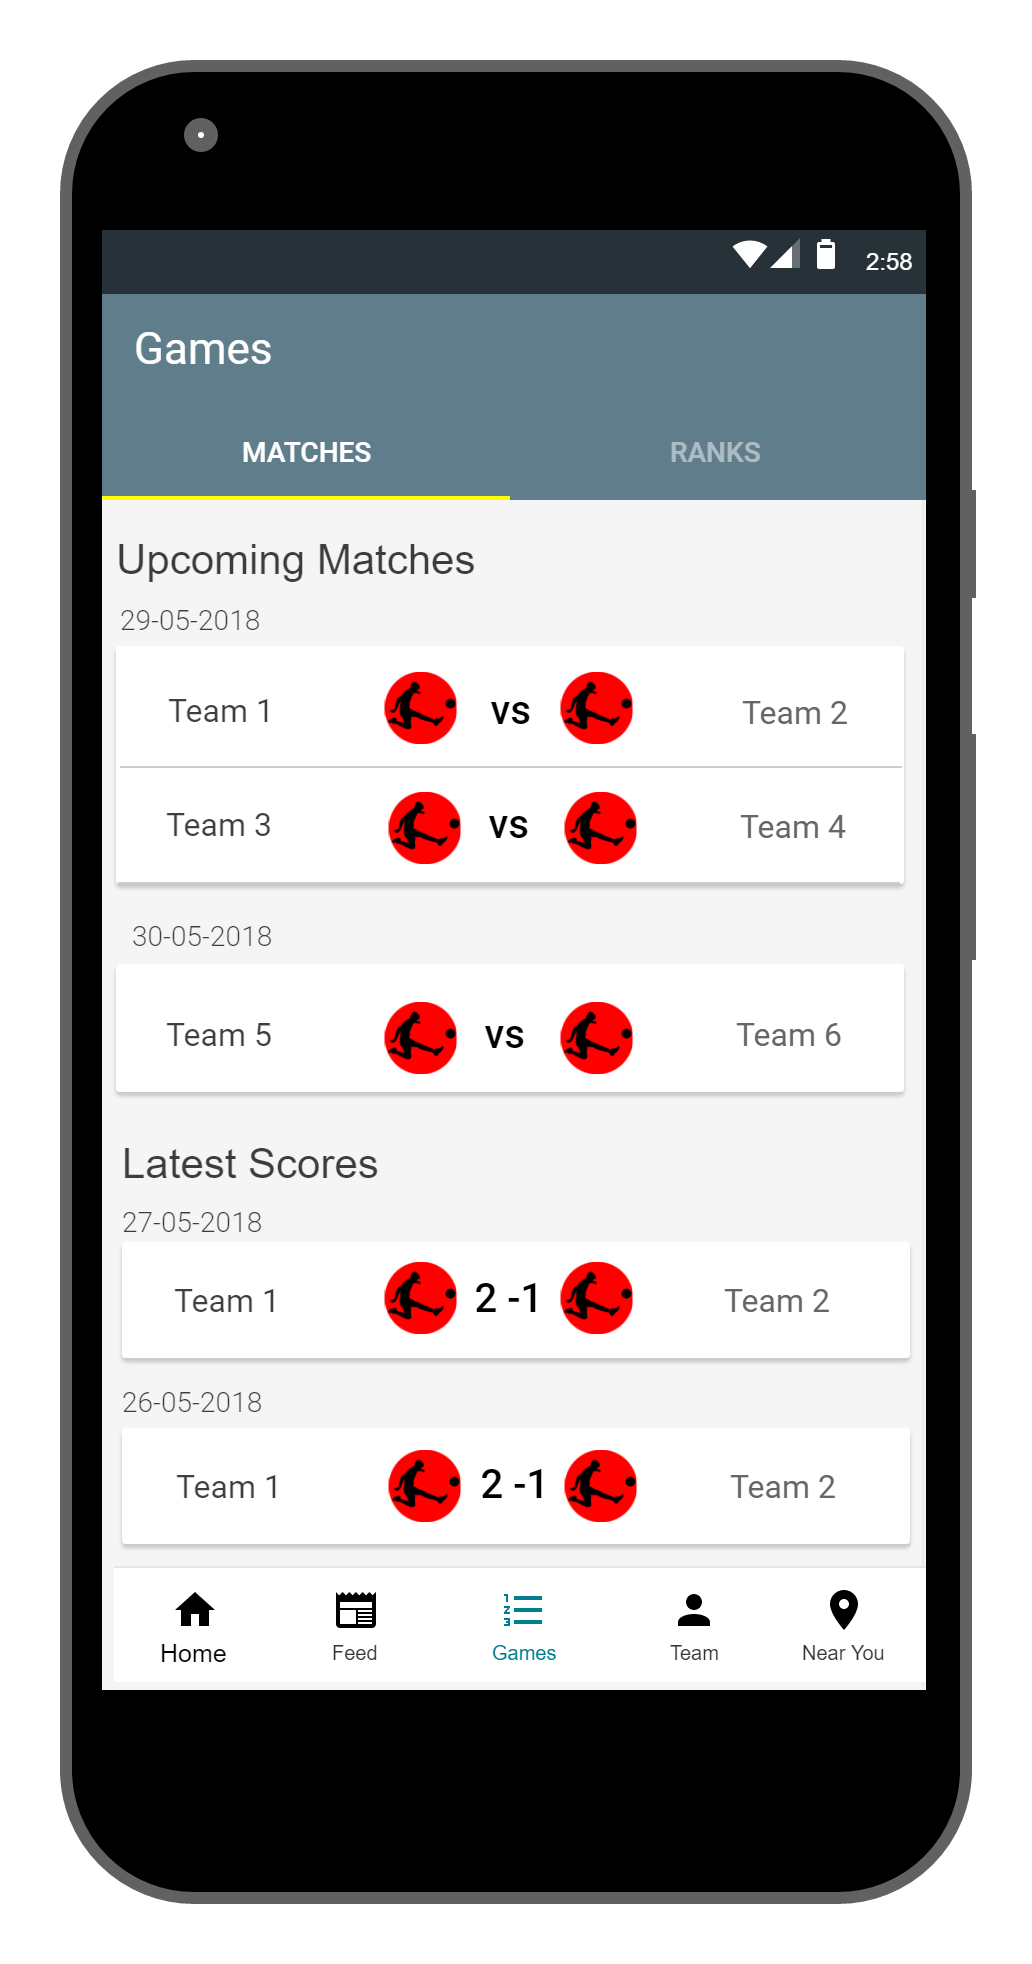 2:58
Games
MATCHES RANKS
Upcoming Matches
29-05-2018
Team 1 vs Team 2
Team 3 vs Team 4
30-05-2018
Team 5 vs Team 6
Latest Scores
27-05-2018
Team 1 2 -1 Team 2
26-05-2018
Team 1 2 -1 Team 2
Home Feed Games Team Near You